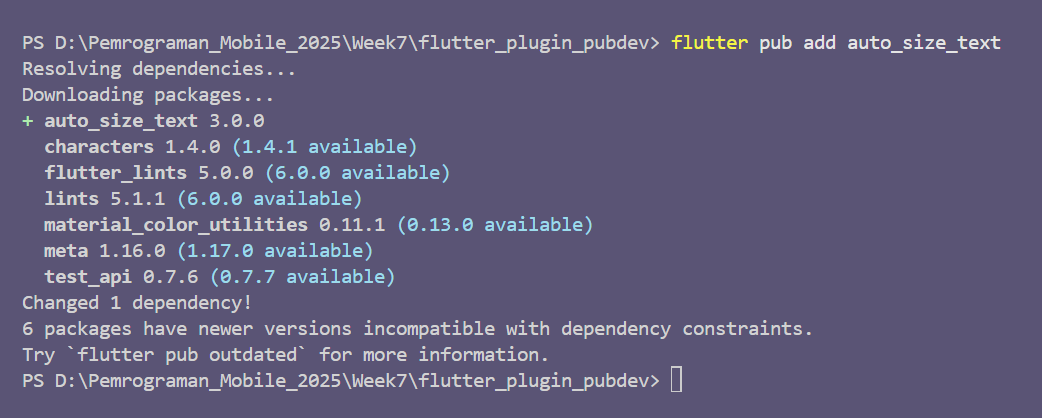 PS D:\Pemrograman_Mobile_2025\Week7\flutter_plugin_pubdev> flutter pub add auto_size_text
Resolving dependencies...
Downloading packages...
+ auto_size_text 3.0.0
  characters 1.4.0 (1.4.1 available)
  flutter_lints 5.0.0 (6.0.0 available)
  lints 5.1.1 (6.0.0 available)
  material_color_utilities 0.11.1 (0.13.0 available)
  meta 1.16.0 (1.17.0 available)
  test_api 0.7.6 (0.7.7 available)
Changed 1 dependency!
6 packages have newer versions incompatible with dependency constraints.
Try `flutter pub outdated` for more information.
PS D:\Pemrograman_Mobile_2025\Week7\flutter_plugin_pubdev>